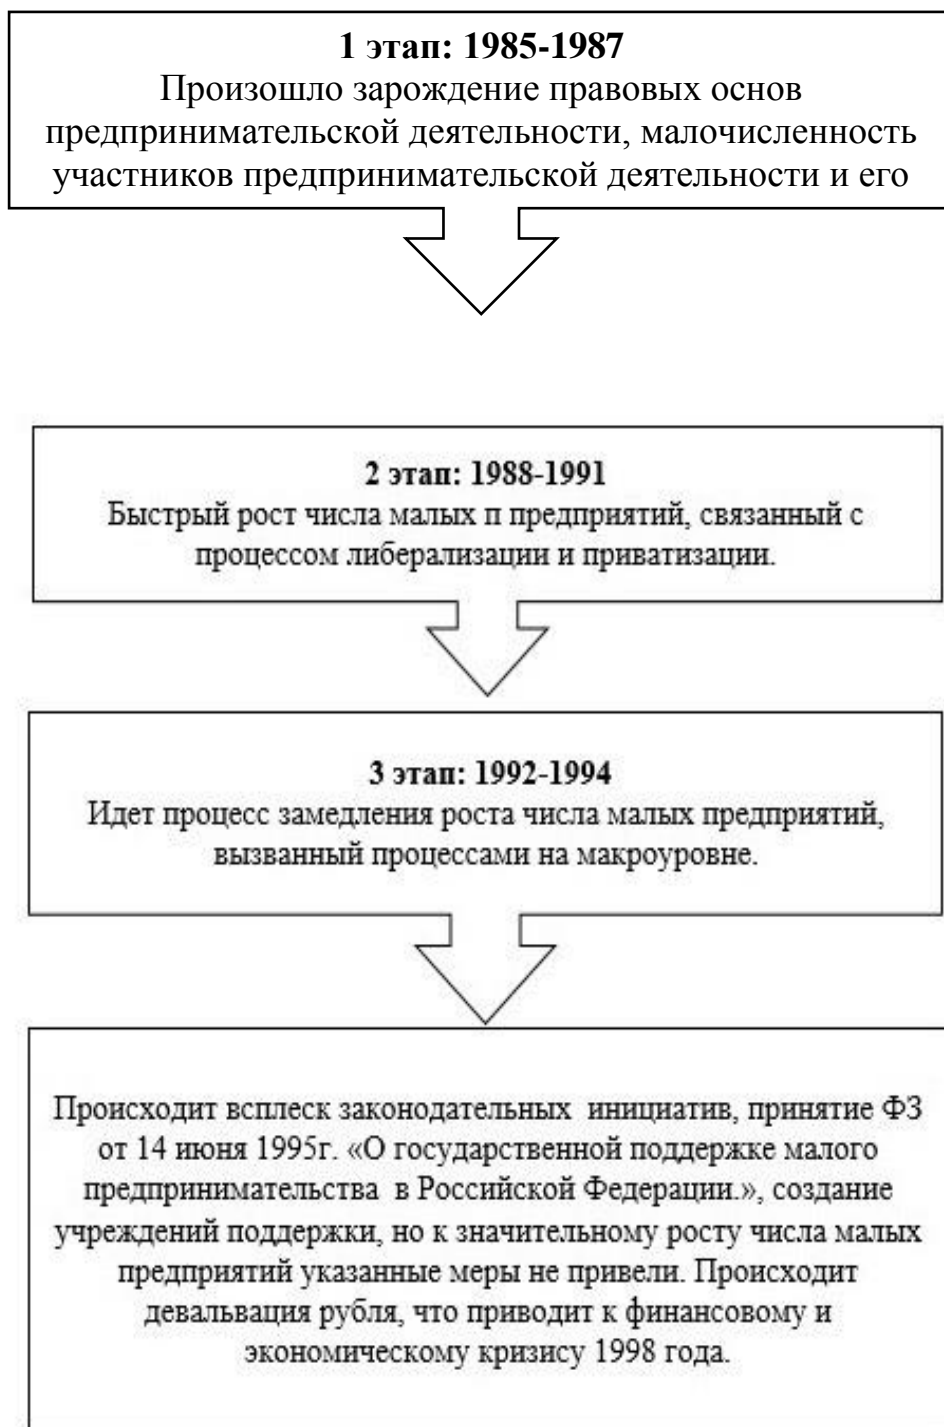 1 этап: 1985-1987
Произошло зарождение правовых основ
предпринимательской деятельности, малочисленность
участников предпринимательской деятельности и его
2 этап: 1988-1991
Быстрый рост числа малых п предприятий, связанный с
процессом либерализации и приватизации.
3 этап: 1992-1994
Идет процесс замедления роста числа малых предприятий,
вызванный процессами на макроуровне.
Происходит всплеск законодательных инициатив, принятие ФЗ
от 14 июня 1995г. «О государственной поддержке малого
предпринимательства в Российской Федерации.», создание
учреждений поддержки, но к значительному росту числа малых
предприятий указанные меры не привели. Происходит
девальвация рубля, что приводит к финансовому и
экономическому кризису 1998 года.